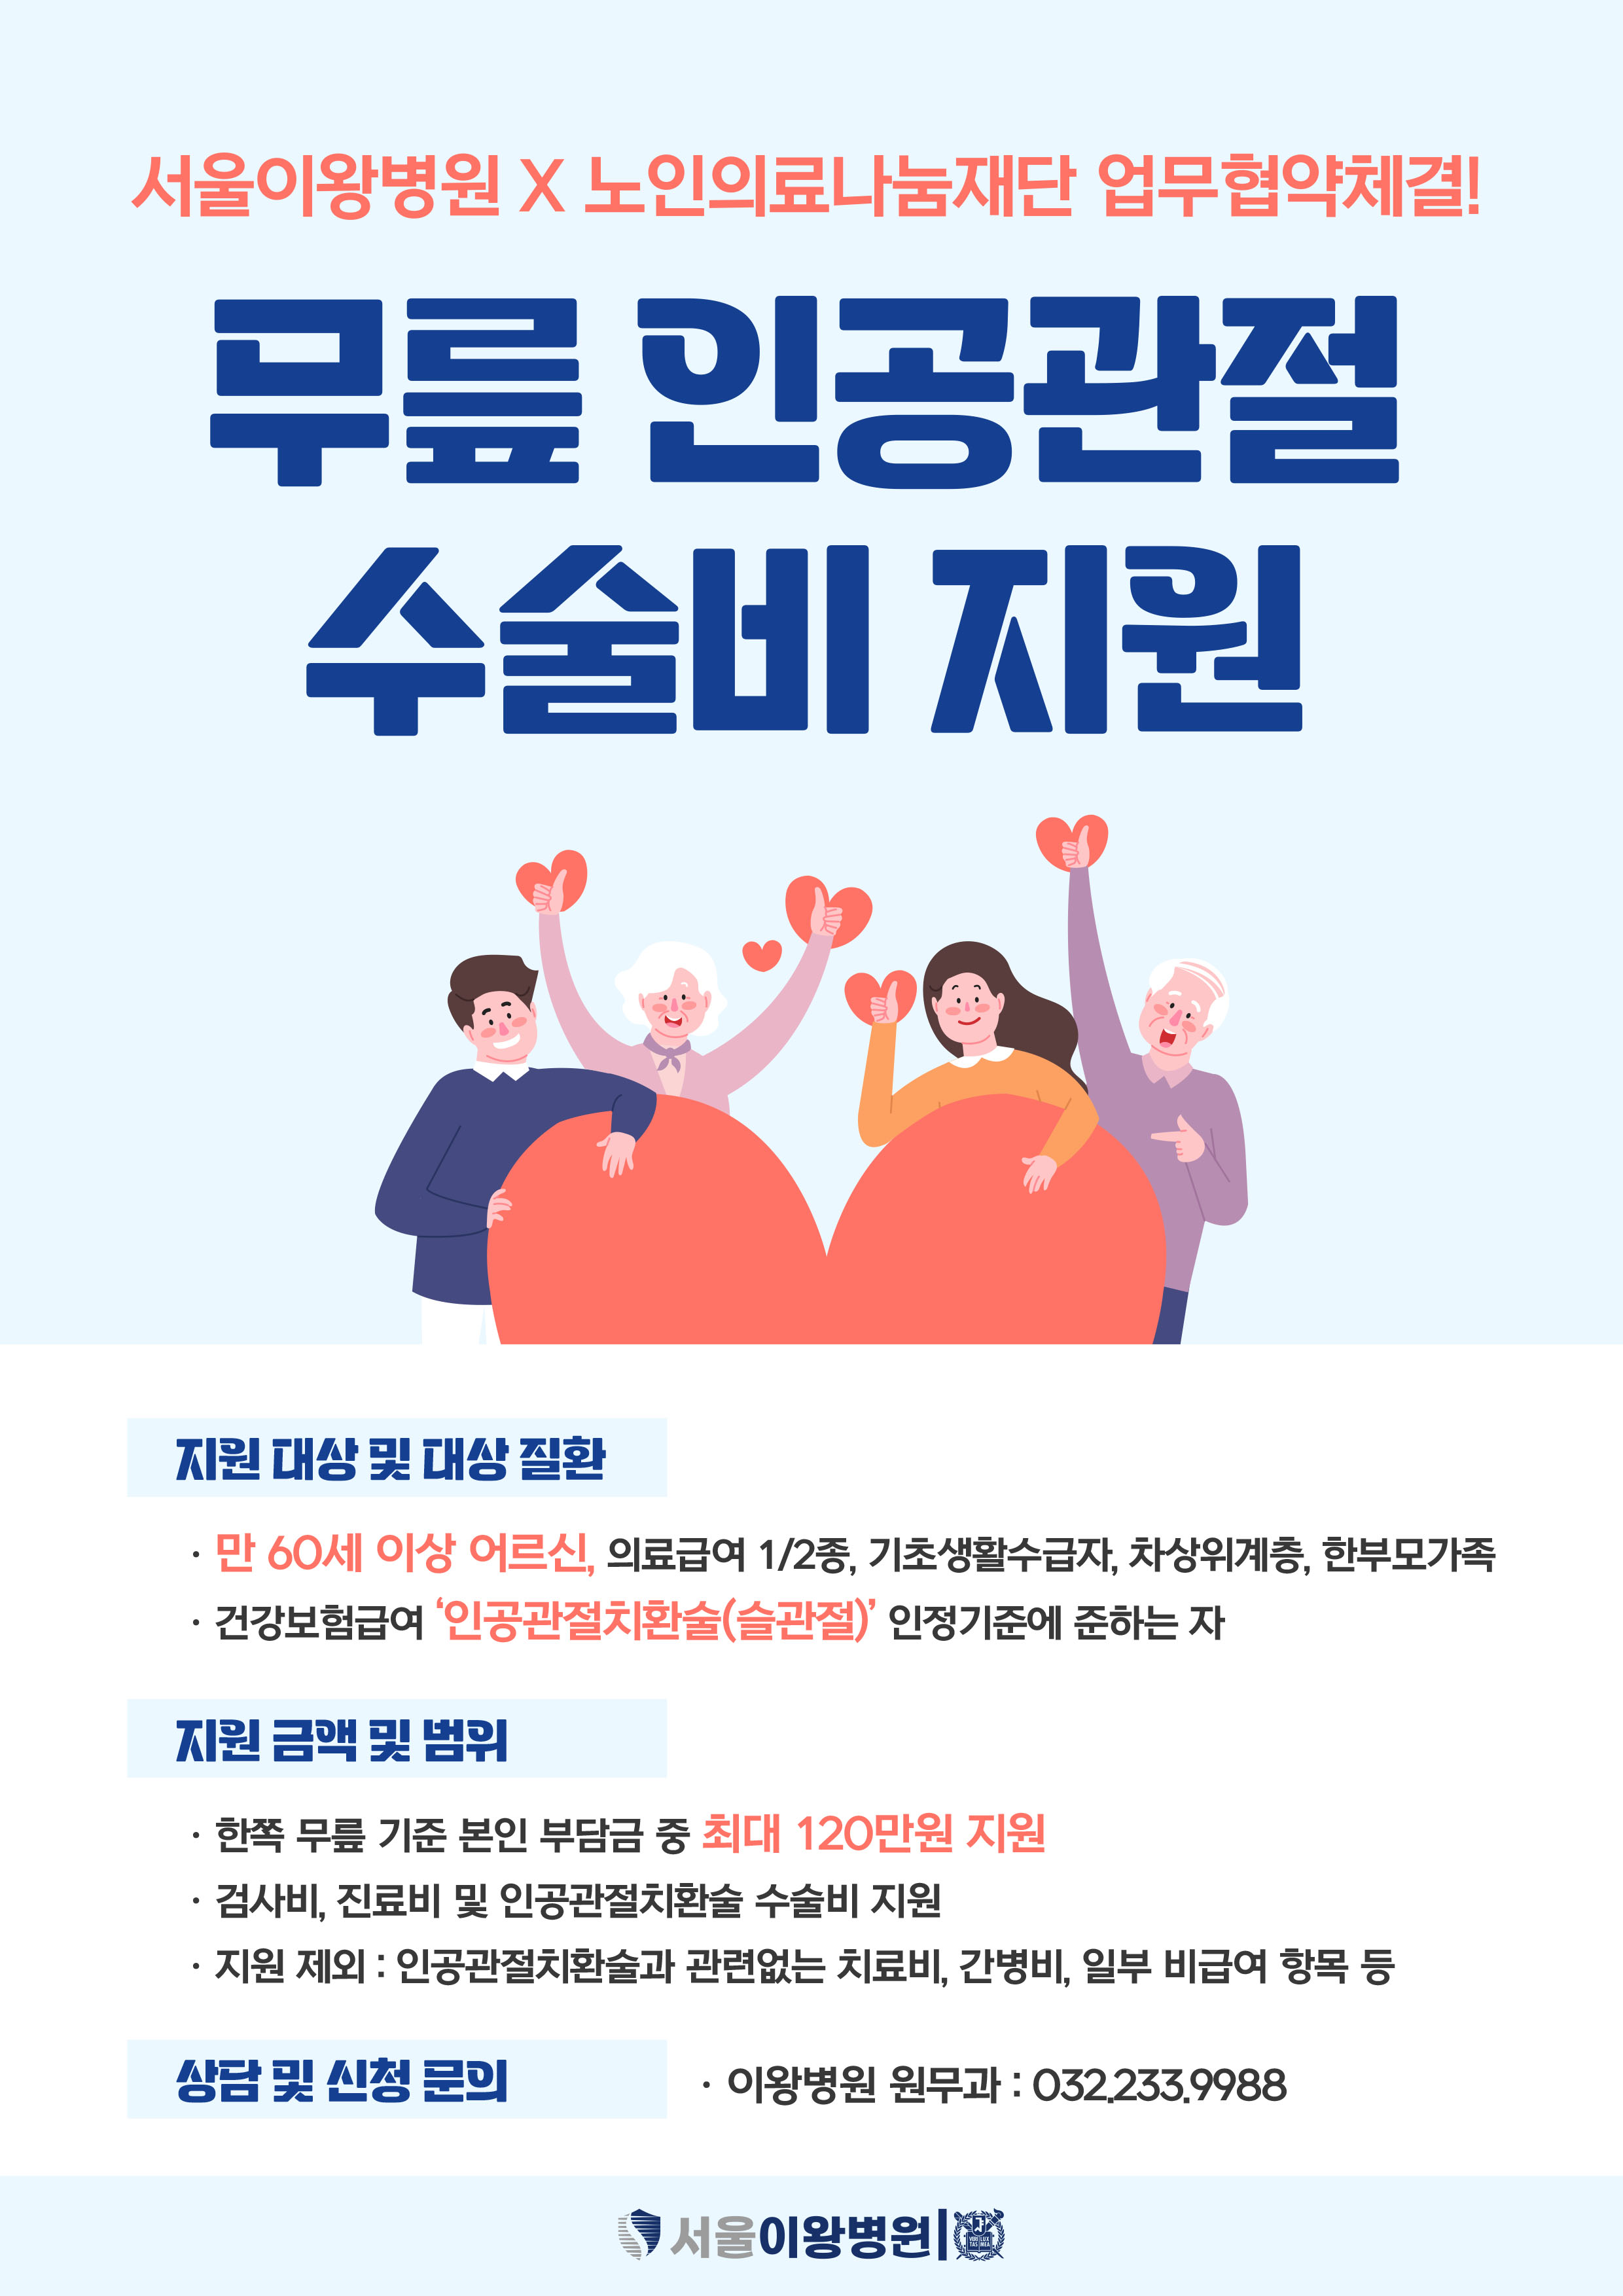 서울이왕병원 X 노인의료나눔재단 업무협약체결!
무릎 인공관절
수술비 지원
지원 대상 및 대상 질환
· 만 60세 이상 어르신, 의료급여 1/2종, 기초생활수급자, 차상위계층, 한부모가족
· 건강보험급여 ‘인공관절치환술(슬관절)’ 인정기준에 준하는 자
지원 금액 및 범위
· 한쪽 무릎 기준 본인 부담금 중 최대 120만원 지원
· 검사비, 진료비 및 인공관절치환술 수술비 지원
· 지원 제외 : 인공관절치환술과 관련없는 치료비, 간병비, 일부 비급여 항목 등
상담 및 신청 문의
· 이왕병원 원무과 : 032.233.9988
서울이왕병원
VERI LUX
TAS MEA